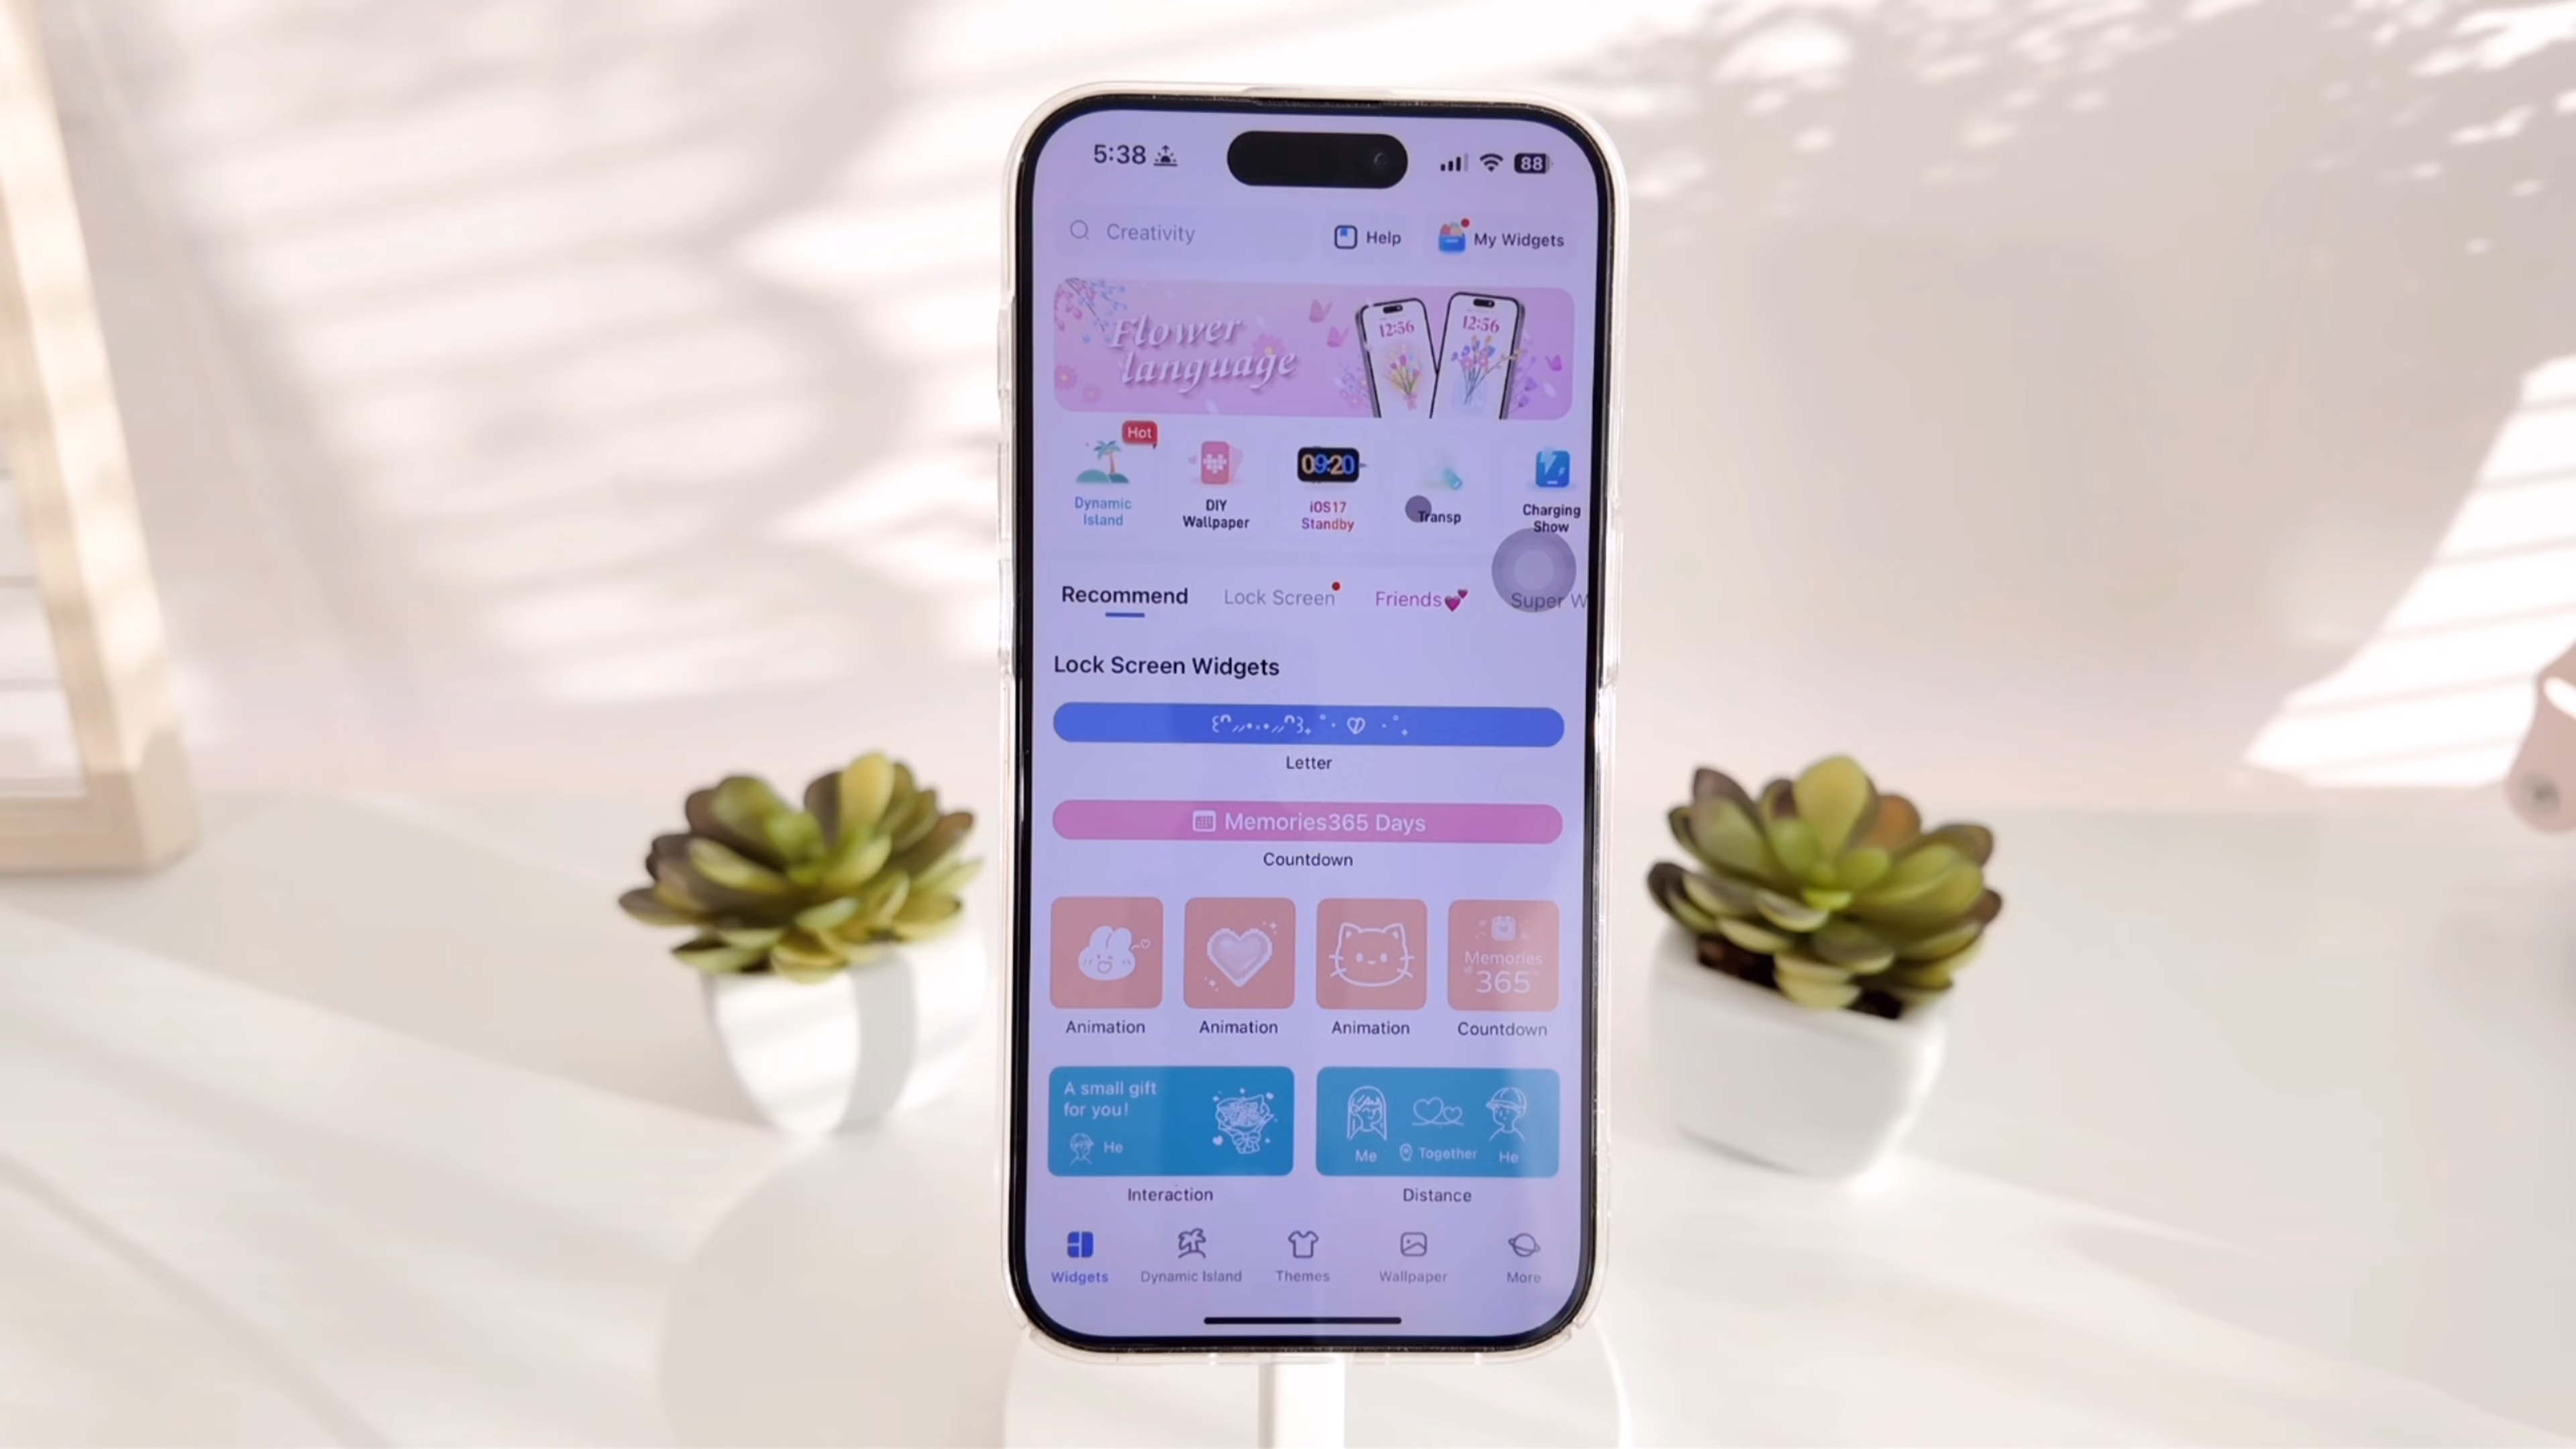 5:38 88
Creativity Help My Widgets
Flower
language
12:56 12:56
Hot
09:20
Dynamic
Island
DIY
Wallpaper
iOS17
Standby
Transp
Charging
Show
Recommend Lock Screen Friends💕 Super W
Lock Screen Widgets
Letter
Memories365 Days
Countdown
Memories
365
Animation Animation Animation Countdown
A small gift
for you!
He
Me Together He
Interaction Distance
Widgets Dynamic Island Themes Wallpaper More